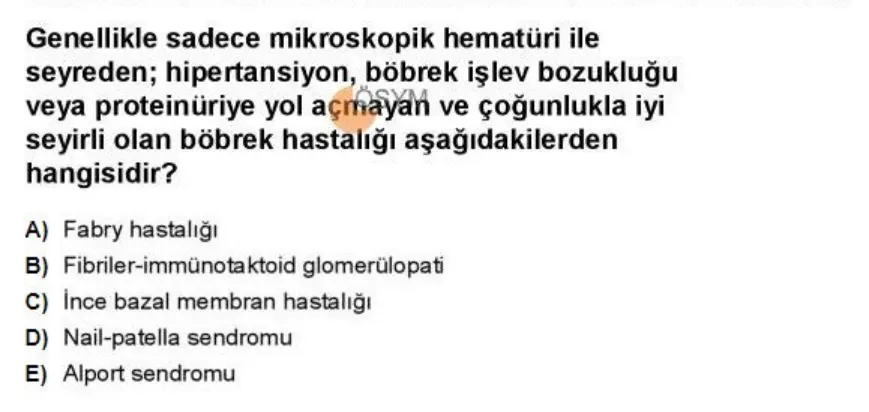 Genellikle sadece mikroskopik hematüri ile
seyreden; hipertansiyon, böbrek işlev bozukluğu
veya proteinüriye yol açmayan ve çoğunlukla iyi
seyirli olan böbrek hastalığı aşağıdakilerden
hangisidir?
ÖSYM
A) Fabry hastalığı
B) Fibriler-immünotaktoid glomerülopati
C) İnce bazal membran hastalığı
D) Nail-patella sendromu
E) Alport sendromu